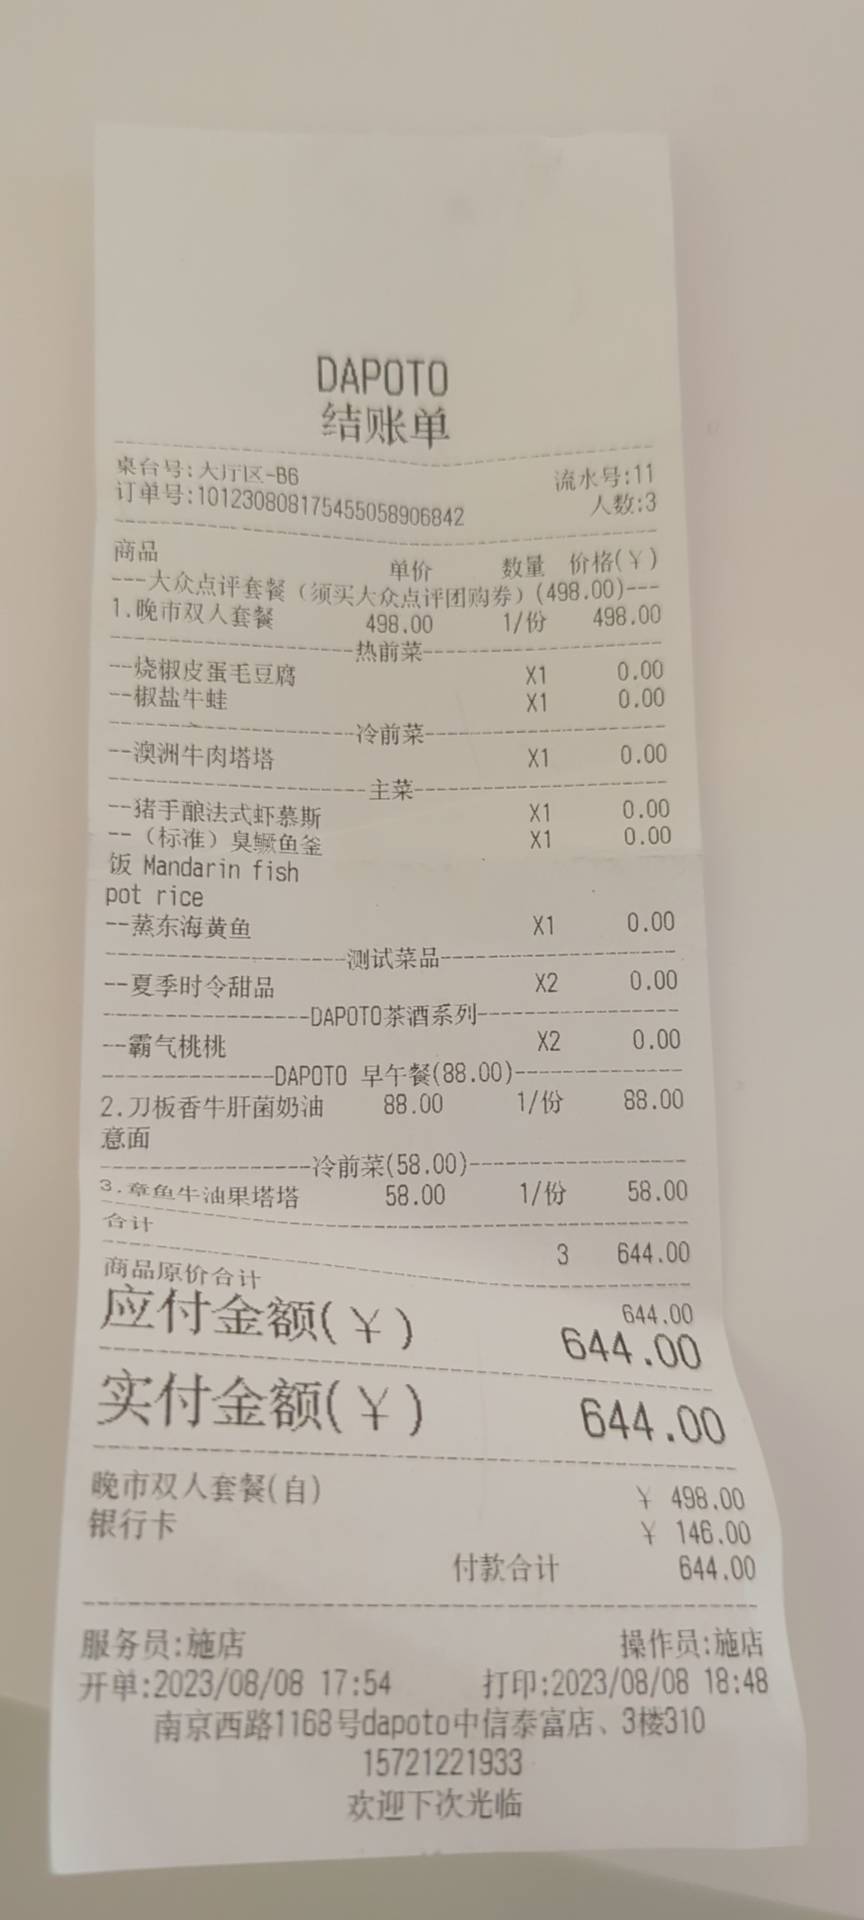 DAPOTO
结账单
桌台号:大厅区-B6 流水号:11
订单号:101230808175455058906842 人数:3
商品 单价 数量 价格(￥)
---大众点评套餐（须买大众点评团购券）(498.00)---
1.晚市双人套餐 498.00 1/份 498.00
热前菜
--烧椒皮蛋毛豆腐 X1 0.00
--椒盐牛蛙 X1 0.00
冷前菜
--澳洲牛肉塔塔 X1 0.00
主菜
--猪手酿法式虾慕斯 X1 0.00
--（标准）臭鳜鱼釜 X1 0.00
饭 Mandarin fish
pot rice
--蒸东海黄鱼 X1 0.00
测试菜品
--夏季时令甜品 X2 0.00
DAPOTO茶酒系列
--霸气桃桃 X2 0.00
DAPOTO 早午餐(88.00)
2.刀板香牛肝菌奶油 88.00 1/份 88.00
意面
冷前菜(58.00)
3.章鱼牛油果塔塔 58.00 1/份 58.00
合计 3 644.00
商品原价合计 644.00
应付金额(￥) 644.00
实付金额(￥) 644.00
晚市双人套餐(自) ￥ 498.00
银行卡 ￥ 146.00
付款合计 644.00
服务员:施店 操作员:施店
开单:2023/08/08 17:54 打印:2023/08/08 18:48
南京西路1168号dapoto中信泰富店、3楼310
15721221933
欢迎下次光临